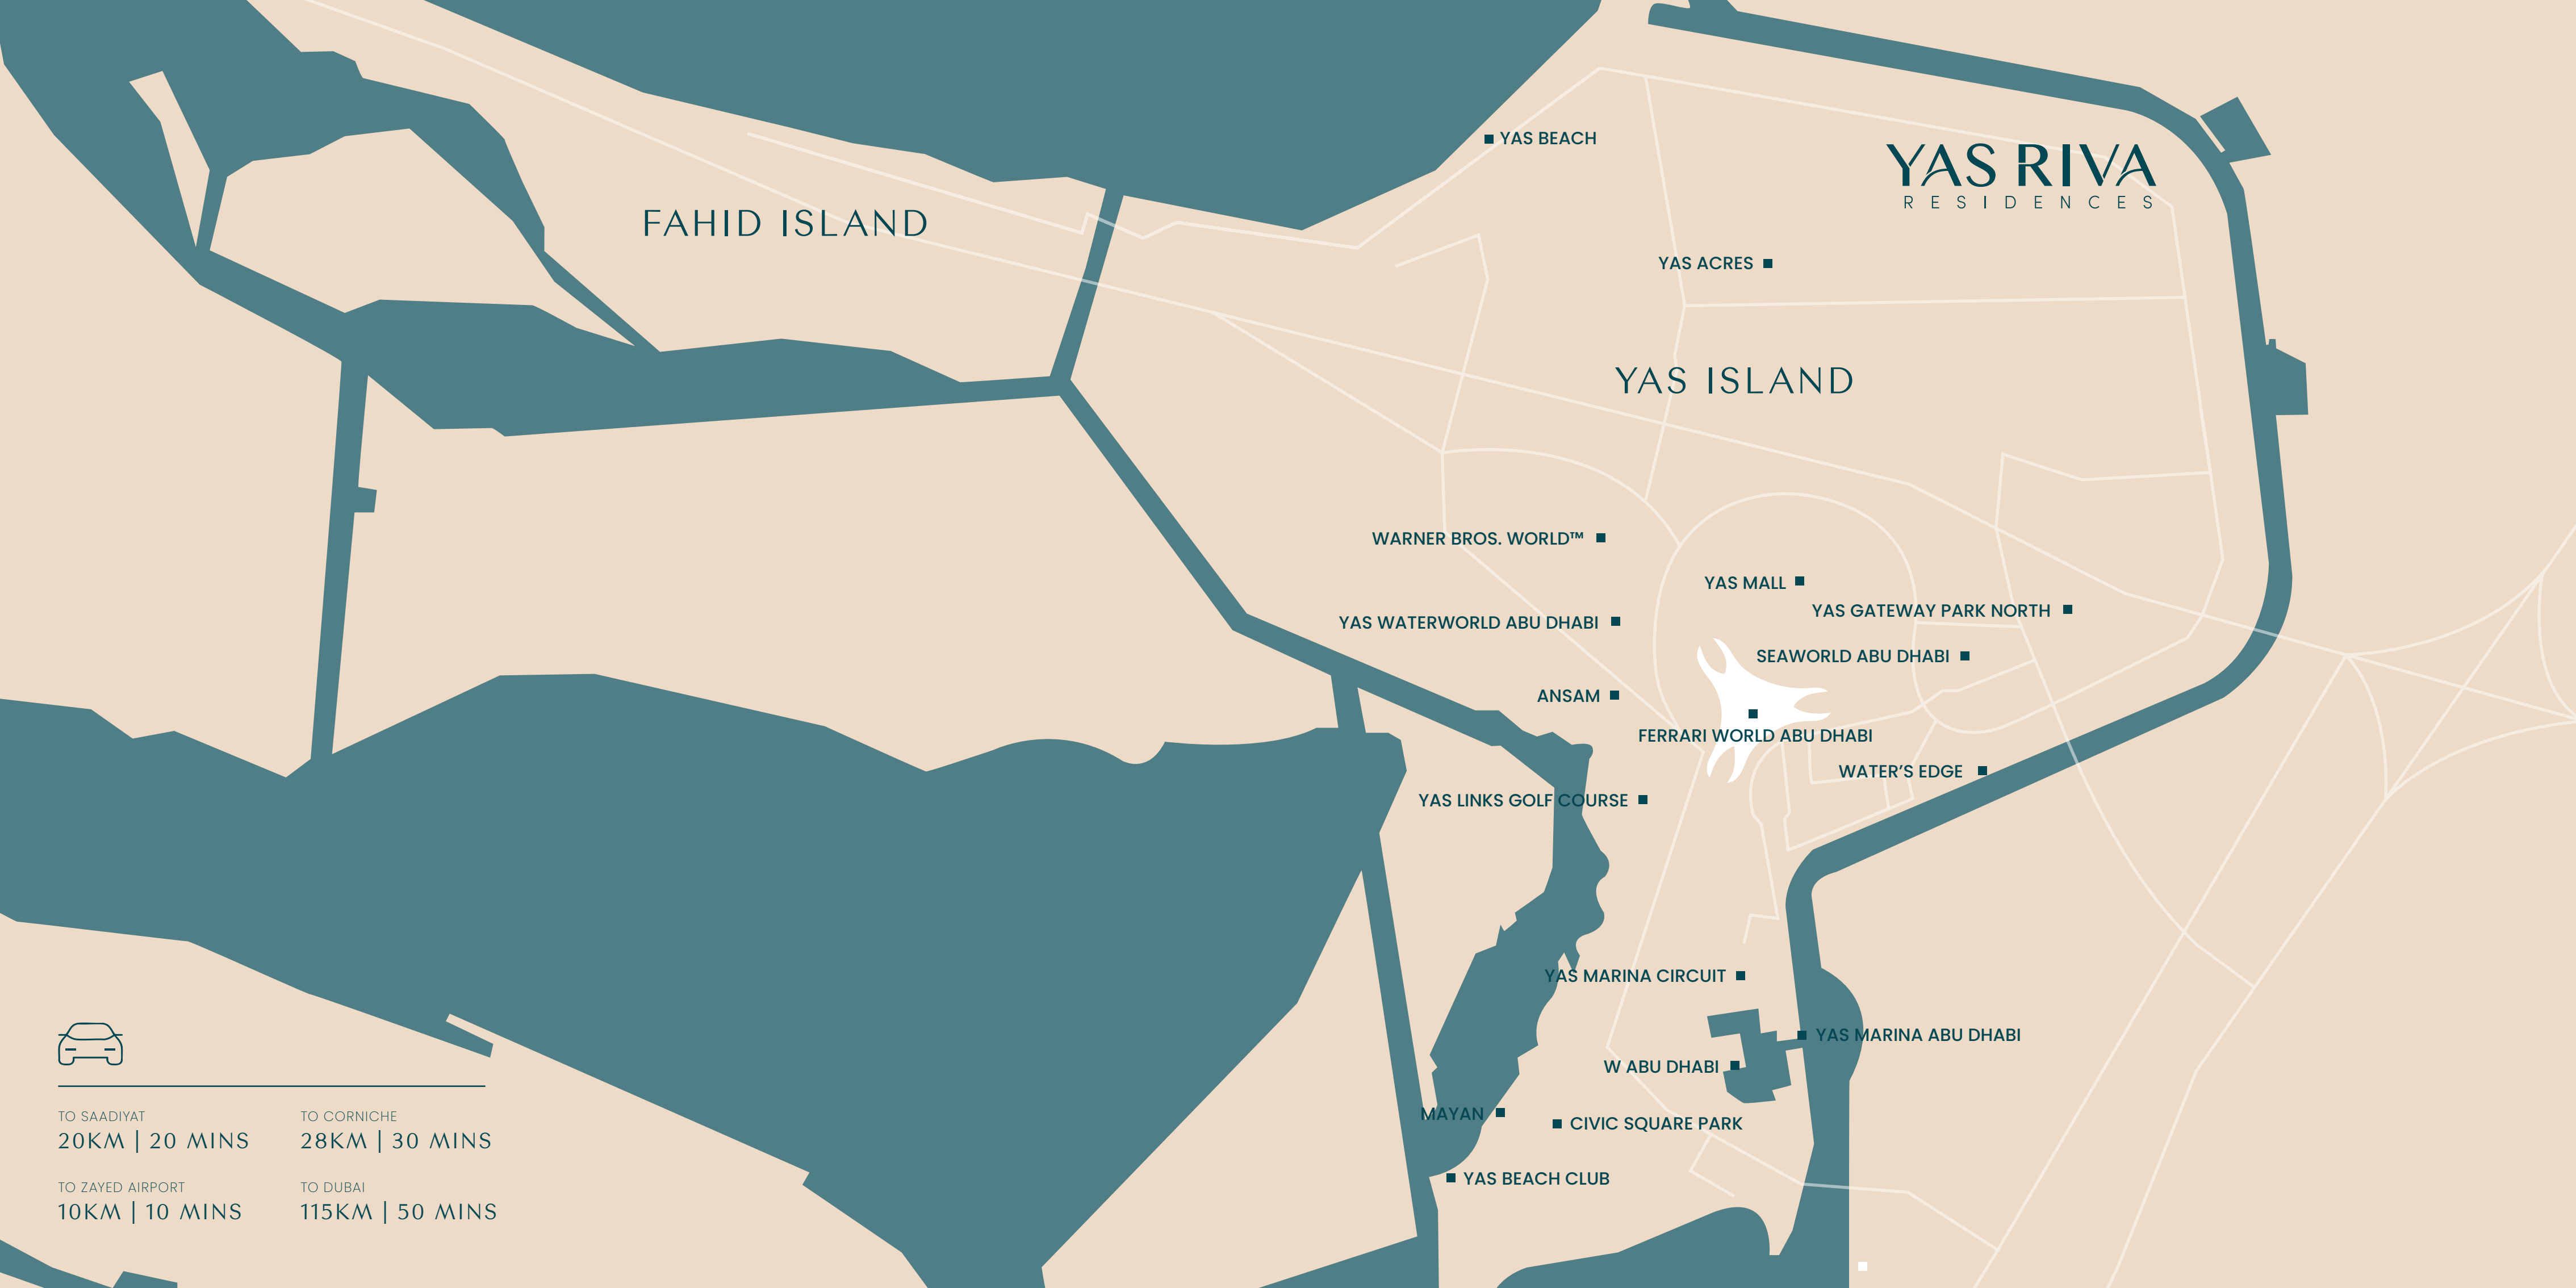 YAS BEACH
YAS RIVA
RESIDENCES
FAHID ISLAND
YAS ACRES
YAS ISLAND
WARNER BROS. WORLD™
YAS MALL
YAS GATEWAY PARK NORTH
YAS WATERWORLD ABU DHABI
SEAWORLD ABU DHABI
ANSAM
FERRARI WORLD ABU DHABI
WATER’S EDGE
YAS LINKS GOLF COURSE
YAS MARINA CIRCUIT
YAS MARINA ABU DHABI
W ABU DHABI
MAYAN
CIVIC SQUARE PARK
YAS BEACH CLUB
TO SAADIYAT
20KM | 20 MINS
TO CORNICHE
28KM | 30 MINS
TO ZAYED AIRPORT
10KM | 10 MINS
TO DUBAI
115KM | 50 MINS